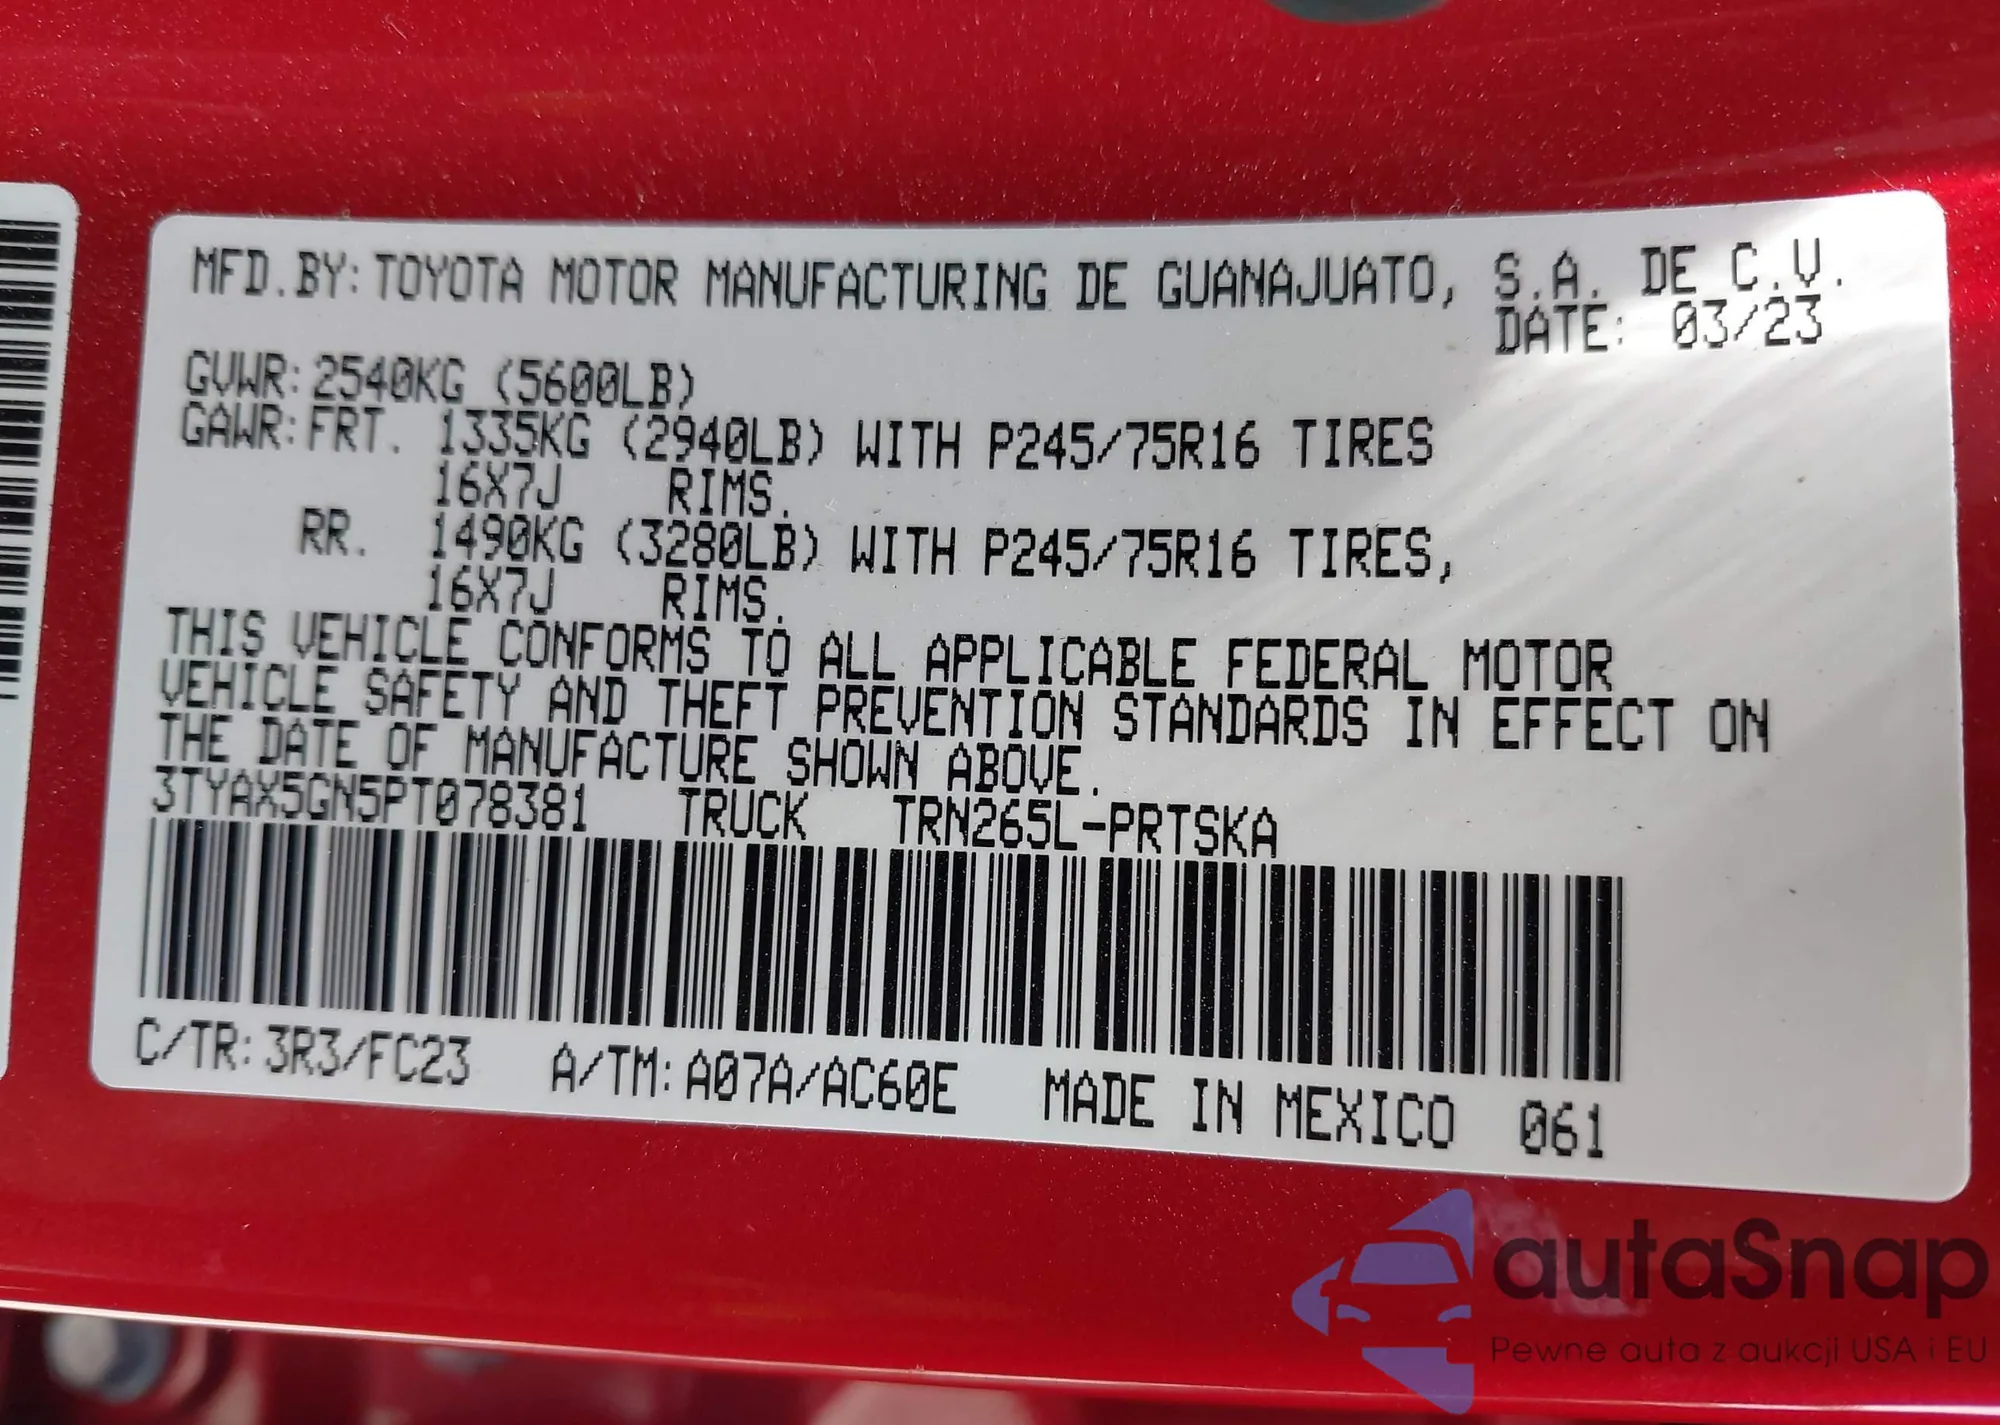 MFD.BY:TOYOTA MOTOR MANUFACTURING DE GUANAJUATO, S.A. DE C.V.
DATE: 03/23
GVWR:2540KG (5600LB)
GAWR:FRT. 1335KG (2940LB) WITH P245/75R16 TIRES
16X7J RIMS.
RR. 1490KG (3280LB) WITH P245/75R16 TIRES,
16X7J RIMS.
THIS VEHICLE CONFORMS TO ALL APPLICABLE FEDERAL MOTOR
VEHICLE SAFETY AND THEFT PREVENTION STANDARDS IN EFFECT ON
THE DATE OF MANUFACTURE SHOWN ABOVE.
3TYAX5GN5PT078381 TRUCK TRN265L-PRTSKA
C/TR:3R3/FC23 A/TM:A07A/AC60E MADE IN MEXICO 061
autaSnap
Pewne auta z aukcji USA i EU